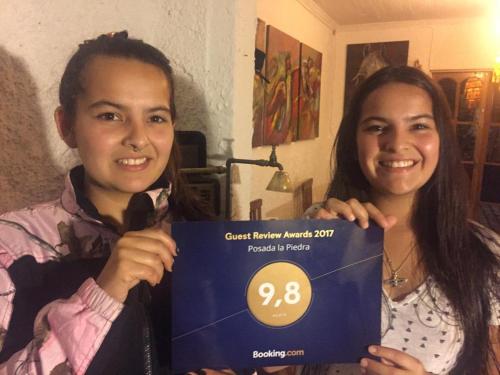 Guest Review Awards 2017
Posada la Piedra
9,8
Booking.com